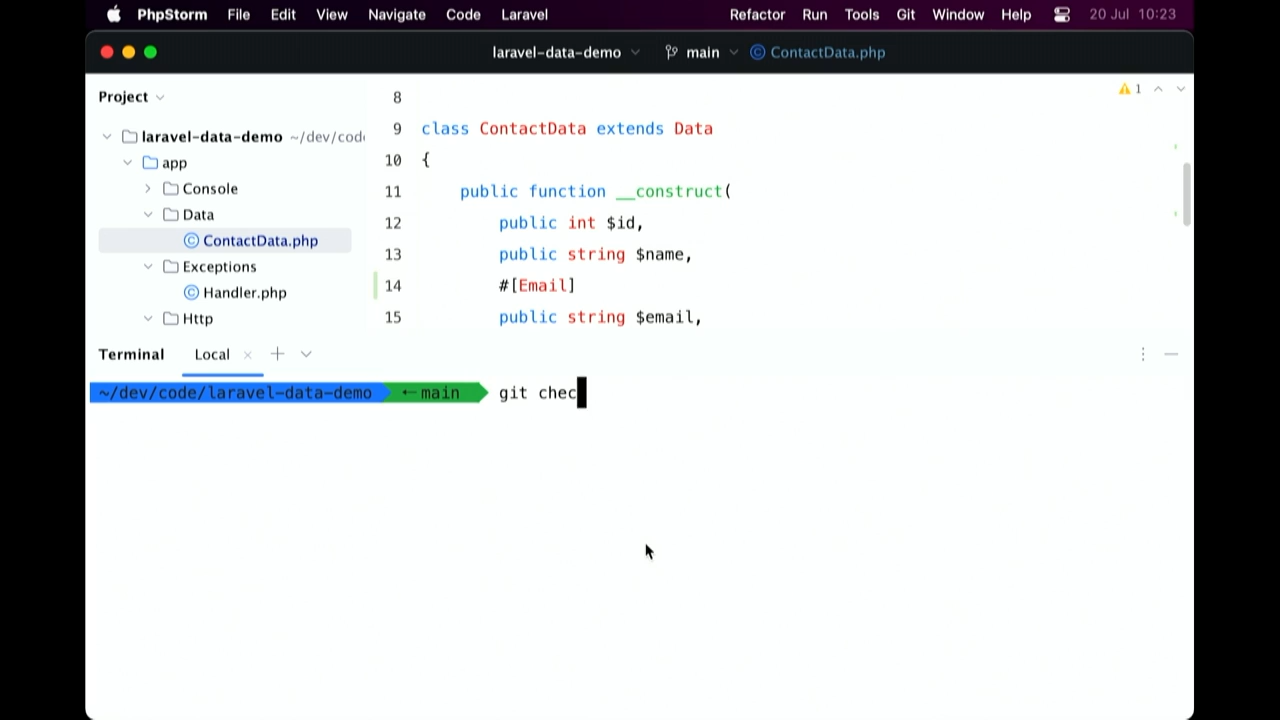 PhpStorm File Edit View Navigate Code Laravel Refactor Run Tools Git Window Help 20 Jul 10:23
laravel-data-demo main ContactData.php
Project
laravel-data-demo ~/dev/code
app
Console
Data
ContactData.php
Exceptions
Handler.php
Http
1
8
9 class ContactData extends Data
10 {
11 public function __construct(
12 public int $id,
13 public string $name,
14 #[Email]
15 public string $email,
Terminal Local
~/dev/code/laravel-data-demo ←main git chec